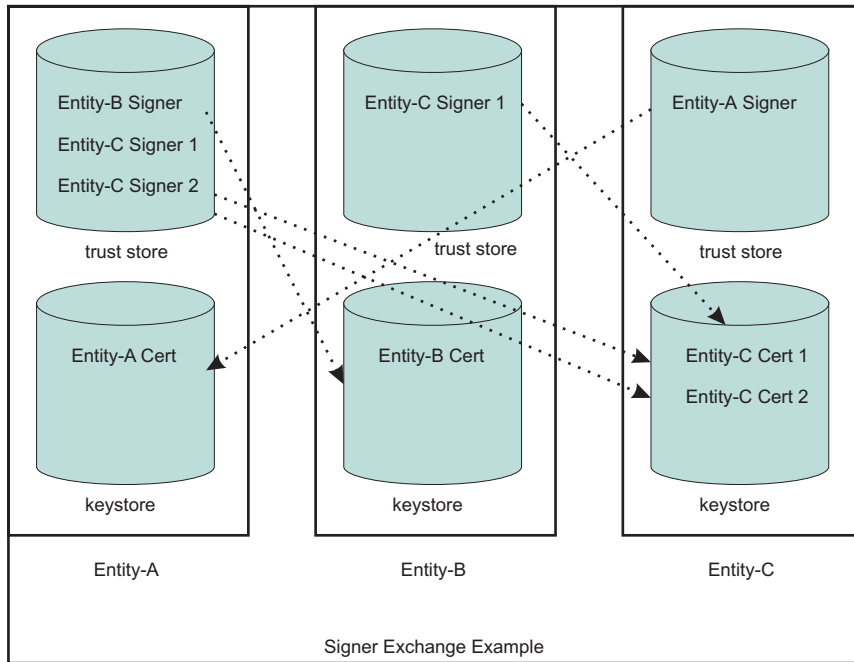 Entity-B Signer
Entity-C Signer 1
Entity-C Signer 2
trust store
Entity-A Cert
keystore
Entity-A
Entity-C Signer 1
trust store
Entity-B Cert
keystore
Entity-B
Entity-A Signer
trust store
Entity-C Cert 1
Entity-C Cert 2
keystore
Entity-C
Signer Exchange Example